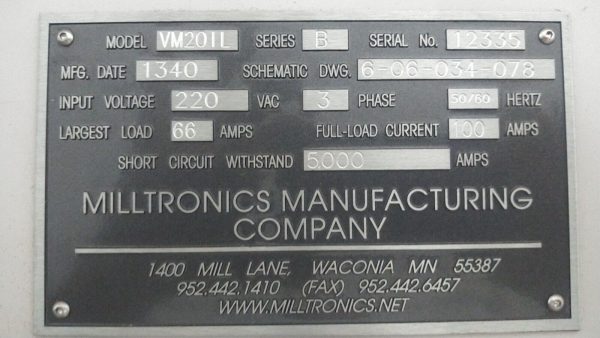 MODEL VM20IL SERIES B SERIAL No. 12335
MFG. DATE 1340 SCHEMATIC DWG. 6-06-034-078
INPUT VOLTAGE 220 VAC 3 PHASE 50/60 HERTZ
LARGEST LOAD 66 AMPS FULL-LOAD CURRENT 100 AMPS
SHORT CIRCUIT WITHSTAND 5,000 AMPS
MILLTRONICS MANUFACTURING
COMPANY
1400 MILL LANE, WACONIA MN 55387
952.442.1410 (FAX) 952.442.6457
WWW.MILLTRONICS.NET